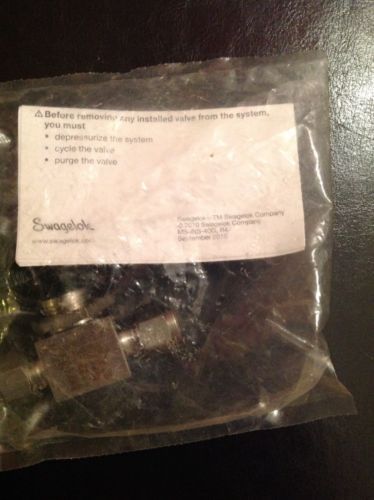 ⚠Before removing any installed valve from the system,
you must
• depressurize the system
• cycle the valve
• purge the valve
Swagelok
www.swagelok.com
Swagelok—TM Swagelok Company
© 2010 Swagelok Company
September 2010